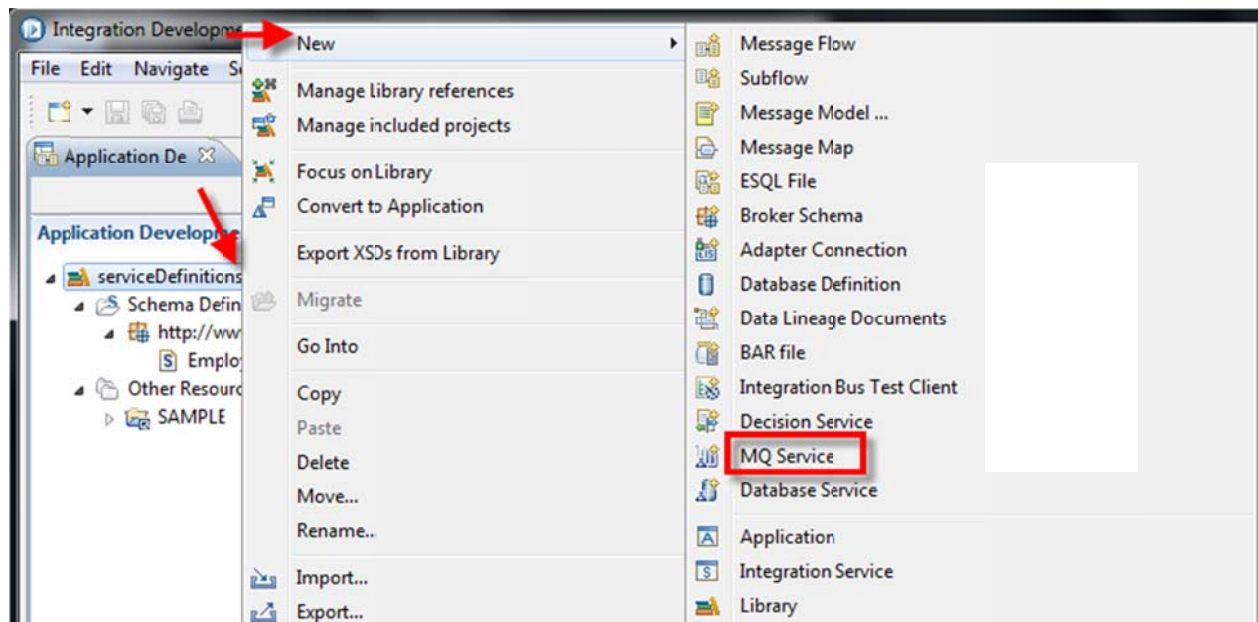 Integration Developme
File Edit Navigate S
Application De
Application Developme
serviceDefinitions
Schema Defin
http://www
Emplo
Other Resourc
SAMPLE
New
Manage library references
Manage included projects
Focus on Library
Convert to Application
Export XSDs from Library
Migrate
Go Into
Copy
Paste
Delete
Move...
Rename...
Import...
Export...
Message Flow
Subflow
Message Model ...
Message Map
ESQL File
Broker Schema
Adapter Connection
Database Definition
Data Lineage Documents
BAR file
Integration Bus Test Client
Decision Service
MQ Service
Database Service
Application
Integration Service
Library